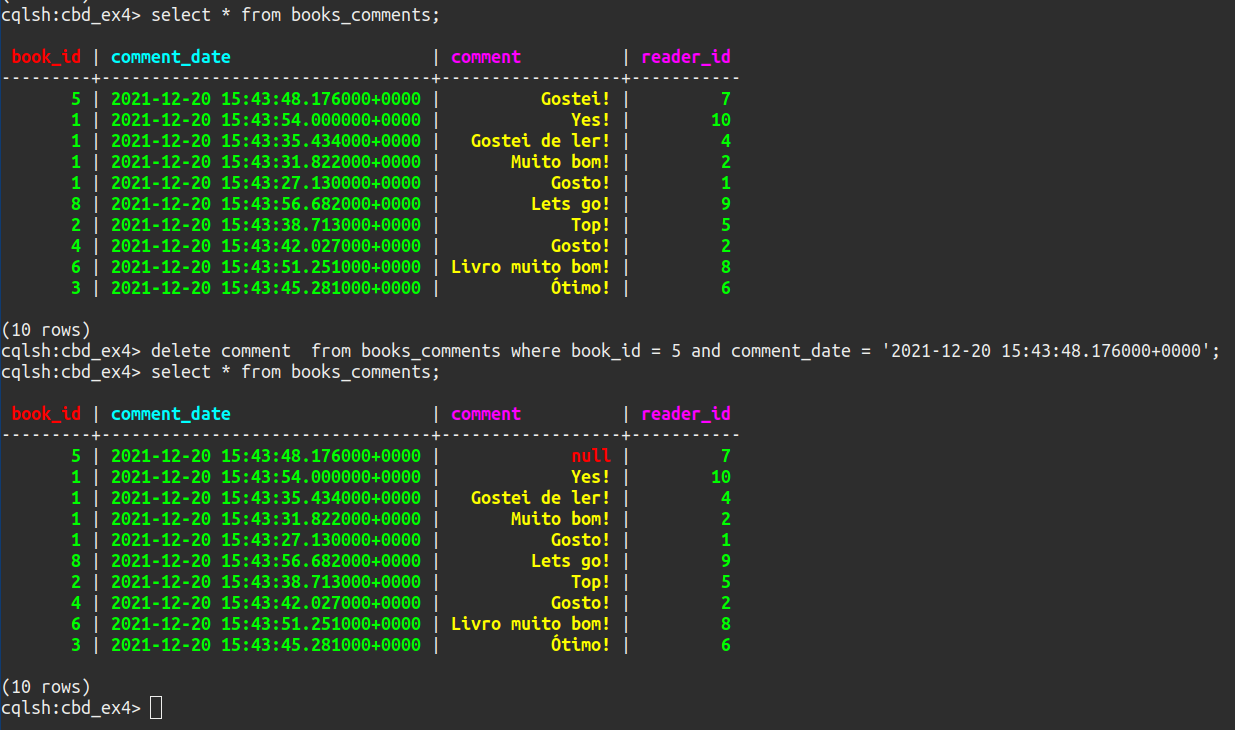 cqlsh:cbd_ex4> select * from books_comments;
book_id | comment_date | comment | reader_id
---------+---------------------------------+------------------+-----------
5 | 2021-12-20 15:43:48.176000+0000 | Gostei! | 7
1 | 2021-12-20 15:43:54.000000+0000 | Yes! | 10
1 | 2021-12-20 15:43:35.434000+0000 | Gostei de ler! | 4
1 | 2021-12-20 15:43:31.822000+0000 | Muito bom! | 2
1 | 2021-12-20 15:43:27.130000+0000 | Gosto! | 1
8 | 2021-12-20 15:43:56.682000+0000 | Lets go! | 9
2 | 2021-12-20 15:43:38.713000+0000 | Top! | 5
4 | 2021-12-20 15:43:42.027000+0000 | Gosto! | 2
6 | 2021-12-20 15:43:51.251000+0000 | Livro muito bom! | 8
3 | 2021-12-20 15:43:45.281000+0000 | Ótimo! | 6
(10 rows)
cqlsh:cbd_ex4> delete comment  from books_comments where book_id = 5 and comment_date = '2021-12-20 15:43:48.176000+0000';
cqlsh:cbd_ex4> select * from books_comments;
book_id | comment_date | comment | reader_id
---------+---------------------------------+------------------+-----------
5 | 2021-12-20 15:43:48.176000+0000 | null | 7
1 | 2021-12-20 15:43:54.000000+0000 | Yes! | 10
1 | 2021-12-20 15:43:35.434000+0000 | Gostei de ler! | 4
1 | 2021-12-20 15:43:31.822000+0000 | Muito bom! | 2
1 | 2021-12-20 15:43:27.130000+0000 | Gosto! | 1
8 | 2021-12-20 15:43:56.682000+0000 | Lets go! | 9
2 | 2021-12-20 15:43:38.713000+0000 | Top! | 5
4 | 2021-12-20 15:43:42.027000+0000 | Gosto! | 2
6 | 2021-12-20 15:43:51.251000+0000 | Livro muito bom! | 8
3 | 2021-12-20 15:43:45.281000+0000 | Ótimo! | 6
(10 rows)
cqlsh:cbd_ex4>